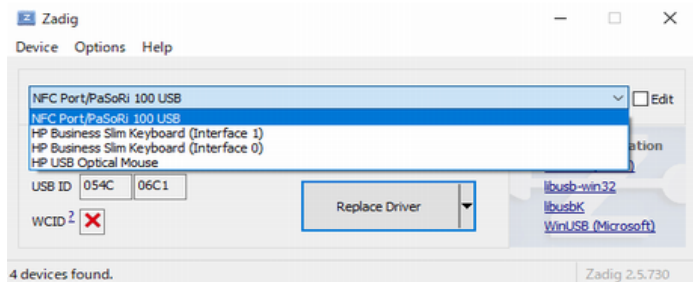 Zadig
Device Options Help
NFC Port/PaSoRi 100 USB Edit
NFC Port/PaSoRi 100 USB
HP Business Slim Keyboard (Interface 1)
HP Business Slim Keyboard (Interface 0)
HP USB Optical Mouse
USB ID 054C 06C1
WCID ?
Replace Driver
libusb-win32
libusbK
WinUSB (Microsoft)
4 devices found.
Zadig 2.5.730